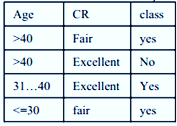 Age CR class
>40 Fair yes
>40 Excellent No
31…40 Excellent Yes
<=30 fair yes